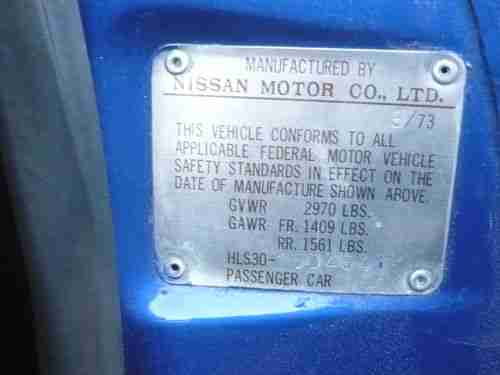 MANUFACTURED BY
NISSAN MOTOR CO., LTD.
/73
THIS VEHICLE CONFORMS TO ALL
APPLICABLE FEDERAL MOTOR VEHICLE
SAFETY STANDARDS IN EFFECT ON THE
DATE OF MANUFACTURE SHOWN ABOVE.
GVWR 2970 LBS.
GAWR FR. 1409 LBS.
RR. 1561 LBS.
HLS30-
PASSENGER CAR